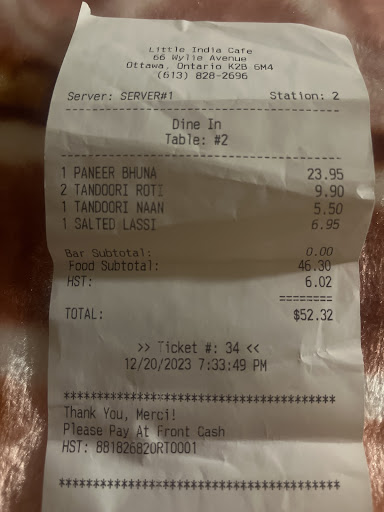 Little India Cafe
66 Wylie Avenue
Ottawa, Ontario K2B 6M4
(613) 828-2696
Server: SERVER#1 Station: 2
Dine In
Table: #2
1 PANEER BHUNA 23.95
2 TANDOORI ROTI 9.90
1 TANDOORI NAAN 5.50
1 SALTED LASSI 6.95
Bar Subtotal: 0.00
Food Subtotal: 46.30
HST: 6.02
========
TOTAL: $52.32
>> Ticket #: 34 <<
12/20/2023 7:33:49 PM
****************************************
Thank You, Merci!
Please Pay At Front Cash
HST: 881826820RT0001
****************************************